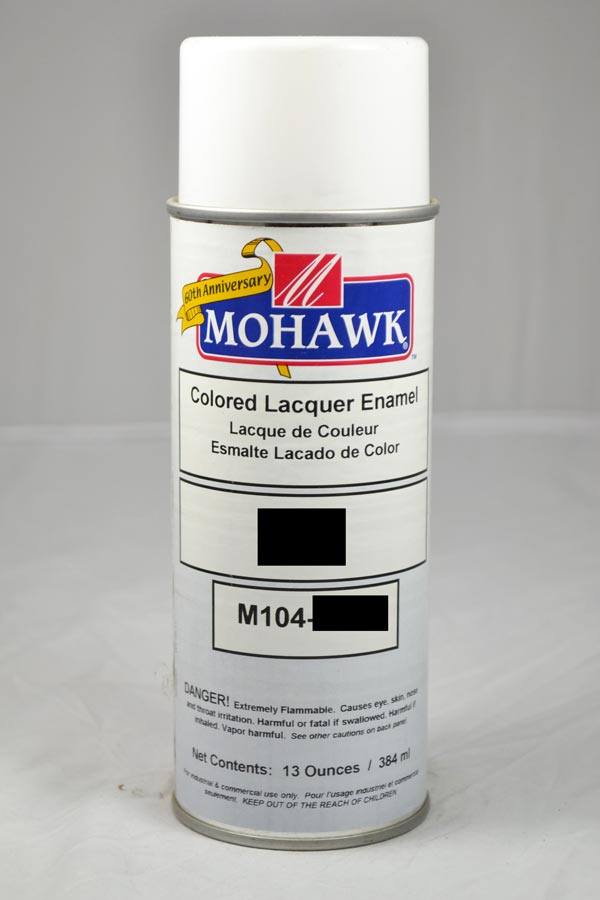 60th Anniversary
MOHAWK®
™
Colored Lacquer Enamel
Lacque de Couleur
Esmalte Lacado de Color
M104-
DANGER! Extremely Flammable. Causes eye, skin, nose
and throat irritation. Harmful or fatal if swallowed. Harmful if
inhaled. Vapor harmful. See other cautions on back panel.
Net Contents: 13 Ounces / 384 ml
For industrial & commercial use only. Pour l'usage industriel et commercial
seulement. KEEP OUT OF THE REACH OF CHILDREN.